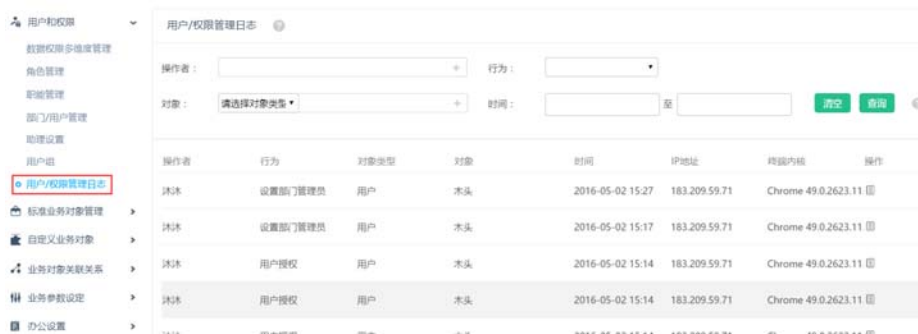 用户和权限
数据权限多维度管理
角色管理
职能管理
部门/用户管理
助理设置
用户组
用户/权限管理日志
标准业务对象管理
自定义业务对象
业务对象关联关系
业务参数设定
办公设置
用户/权限管理日志
操作者：
行为：
对象：
请选择对象类型
时间：
至
清空
查询
操作者 行为 对象类型 对象 时间 IP地址 终端内核 操作
沐沐 设置部门管理员 用户 木头 2016-05-02 15:27 183.209.59.71 Chrome 49.0.2623.11
沐沐 设置部门管理员 用户 木头 2016-05-02 15:17 183.209.59.71 Chrome 49.0.2623.11
沐沐 用户授权 用户 木头 2016-05-02 15:14 183.209.59.71 Chrome 49.0.2623.11
沐沐 用户授权 用户 木头 2016-05-02 15:14 183.209.59.71 Chrome 49.0.2623.11